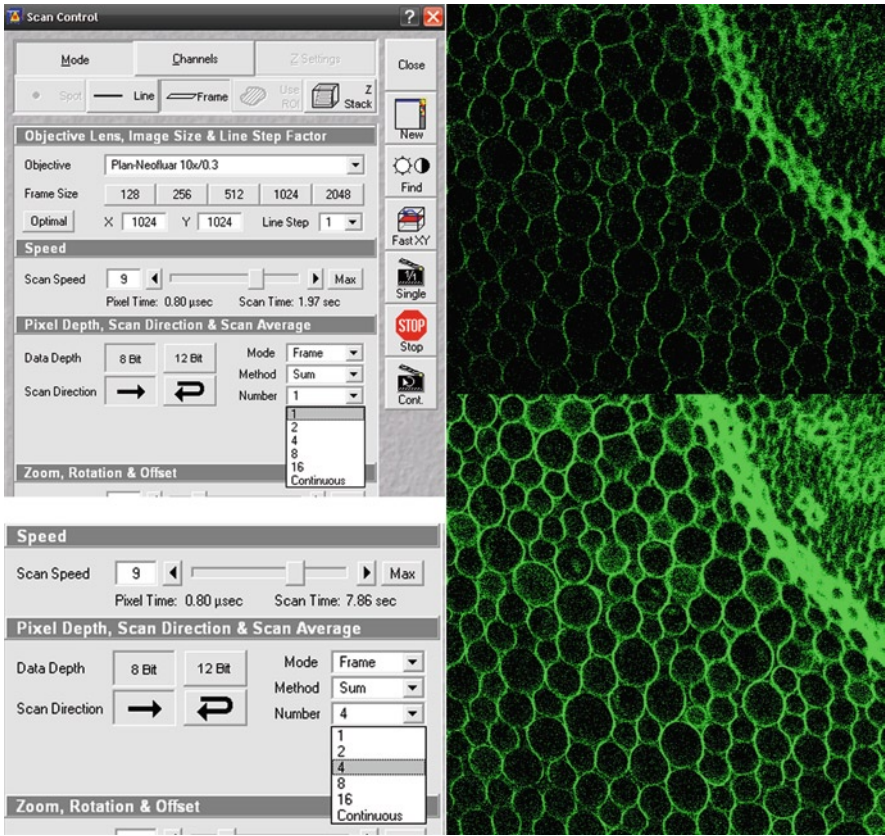 Scan Control
Mode Channels Z Settings
Spot Line Frame Use ROI Z Stack
Close
New
Find
Fast XY
Single
STOP
Stop
Cont.
Objective Lens, Image Size & Line Step Factor
Objective Plan-Neofluar 10x/0.3
Frame Size 128 256 512 1024 2048
Optimal X 1024 Y 1024 Line Step 1
Speed
Scan Speed 9 Max
Pixel Time: 0.80 µsec Scan Time: 1.97 sec
Pixel Depth, Scan Direction & Scan Average
Data Depth 8 Bit 12 Bit Mode Frame
Method Sum
Scan Direction Number 1
1
2
4
8
16
Continuous
Zoom, Rotation & Offset
Speed
Scan Speed 9 Max
Pixel Time: 0.80 µsec Scan Time: 7.86 sec
Pixel Depth, Scan Direction & Scan Average
Data Depth 8 Bit 12 Bit Mode Frame
Method Sum
Scan Direction Number 4
1
2
4
8
16
Continuous
Zoom, Rotation & Offset